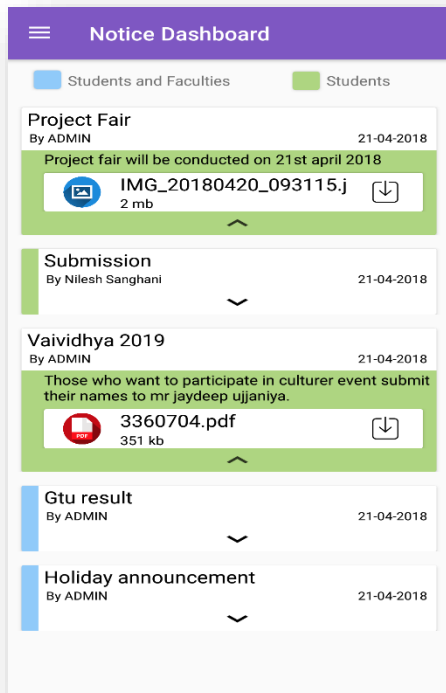 Notice Dashboard
Students and Faculties Students
Project Fair
By ADMIN 21-04-2018
Project fair will be conducted on 21st april 2018
IMG_20180420_093115.j
2 mb
Submission
By Nilesh Sanghani 21-04-2018
Vaividhya 2019
By ADMIN 21-04-2018
Those who want to participate in culturer event submit
their names to mr jaydeep ujjaniya.
PDF
3360704.pdf
351 kb
Gtu result
By ADMIN 21-04-2018
Holiday announcement
By ADMIN 21-04-2018